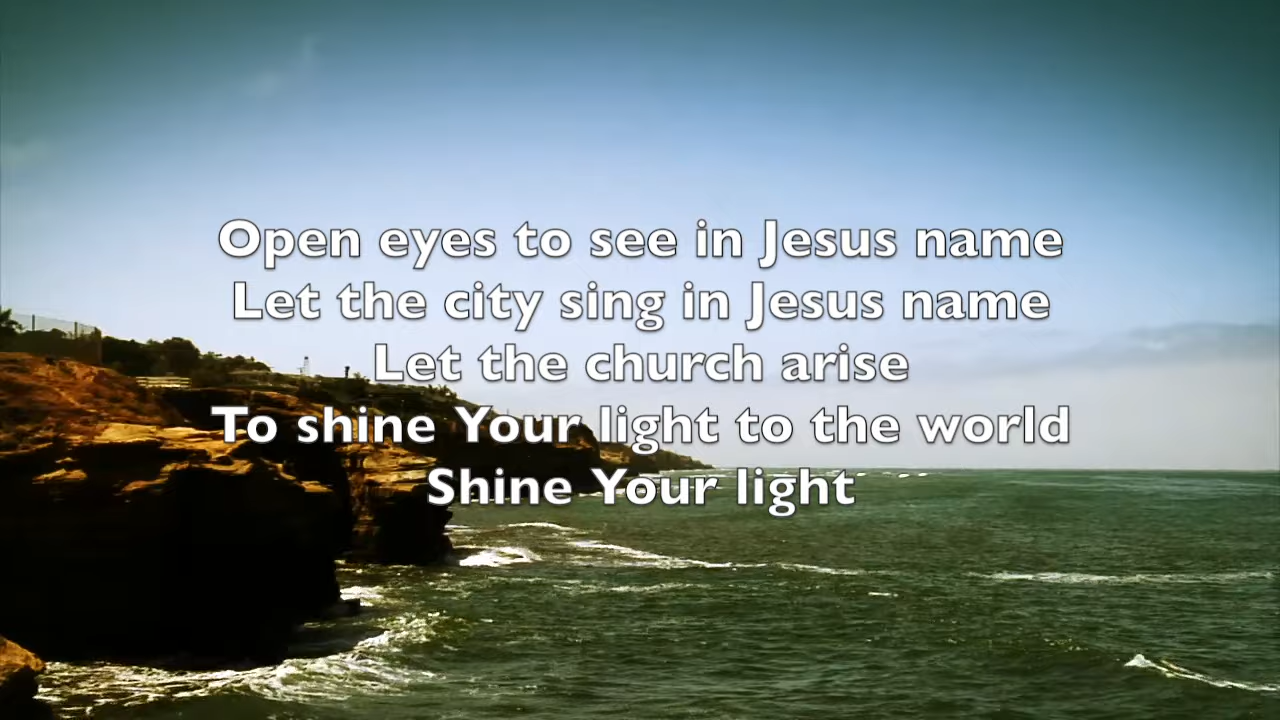 Open eyes to see in Jesus name
Let the city sing in Jesus name
Let the church arise
To shine Your light to the world
Shine Your light